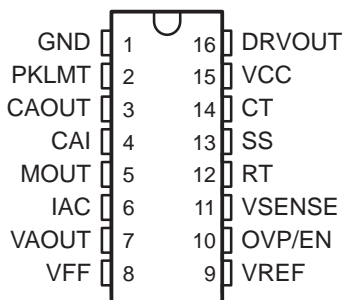 GND 1 16 DRVOUT
PKLMT 2 15 VCC
CAOUT 3 14 CT
CAI 4 13 SS
MOUT 5 12 RT
IAC 6 11 VSENSE
VAOUT 7 10 OVP/EN
VFF 8 9 VREF